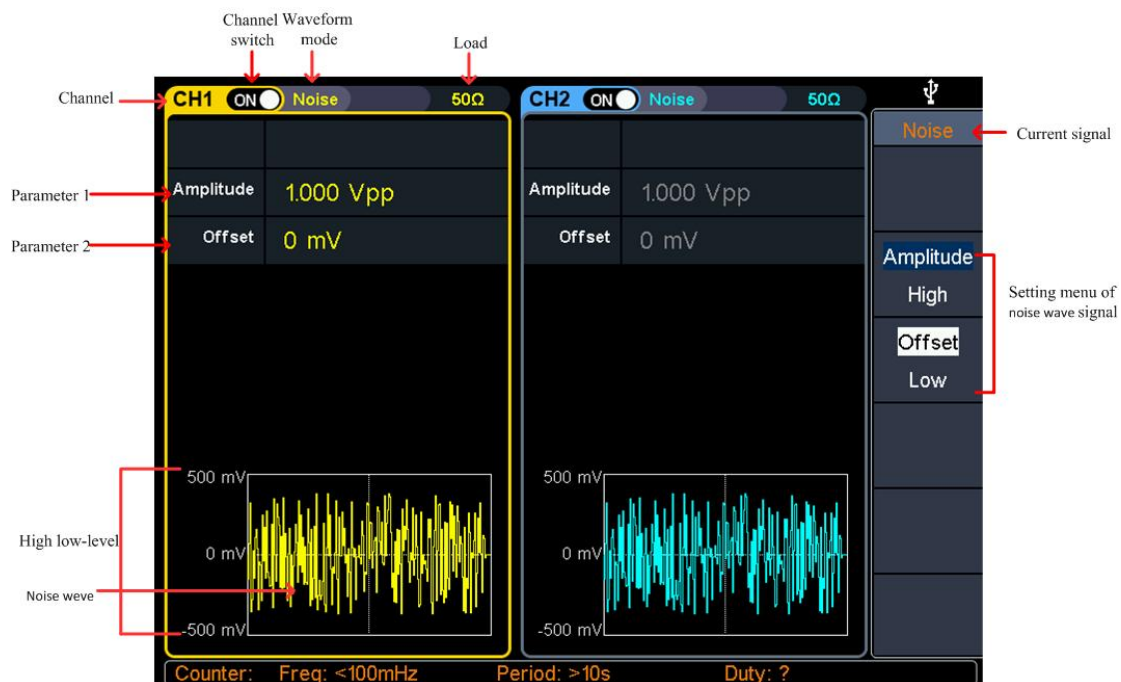 Channel Waveform
switch mode
Load
Channel
CH1 ON Noise 50Ω
CH2 ON Noise 50Ω
Noise
Current signal
Parameter 1
Amplitude 1.000 Vpp
Amplitude 1.000 Vpp
Parameter 2
Offset 0 mV
Offset 0 mV
Amplitude
High
Offset
Low
Setting menu of
noise wave signal
500 mV
0 mV
-500 mV
High low-level
Noise weve
500 mV
0 mV
-500 mV
Counter: Freq: <100mHz Period: >10s Duty: ?